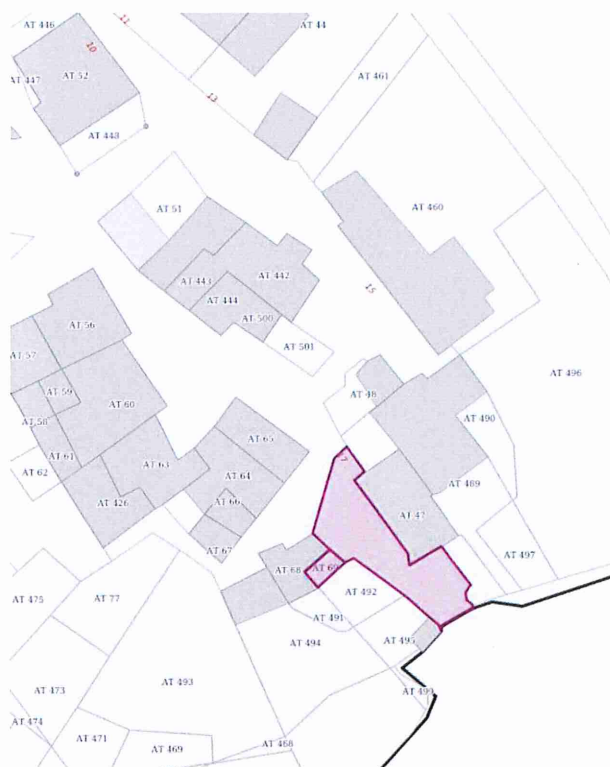 AT 446
11
AT 44
10
AT 52
AT 447
AT 461
13
AT 448
AT 51
AT 460
AT 443
AT 442
AT 444
15
AT 500
AT 56
AT 501
AT 57
AT 496
AT 59
AT 48
AT 60
AT 58
AT 490
AT 65
AT 61
AT 63
AT 62
AT 64
AT 489
AT 426
AT 66
AT 47
AT 67
AT 497
AT 68
AT 69
AT 492
AT 475
AT 77
AT 491
AT 494
AT 495
AT 493
AT 473
AT 499
AT 474
AT 471
AT 468
AT 469